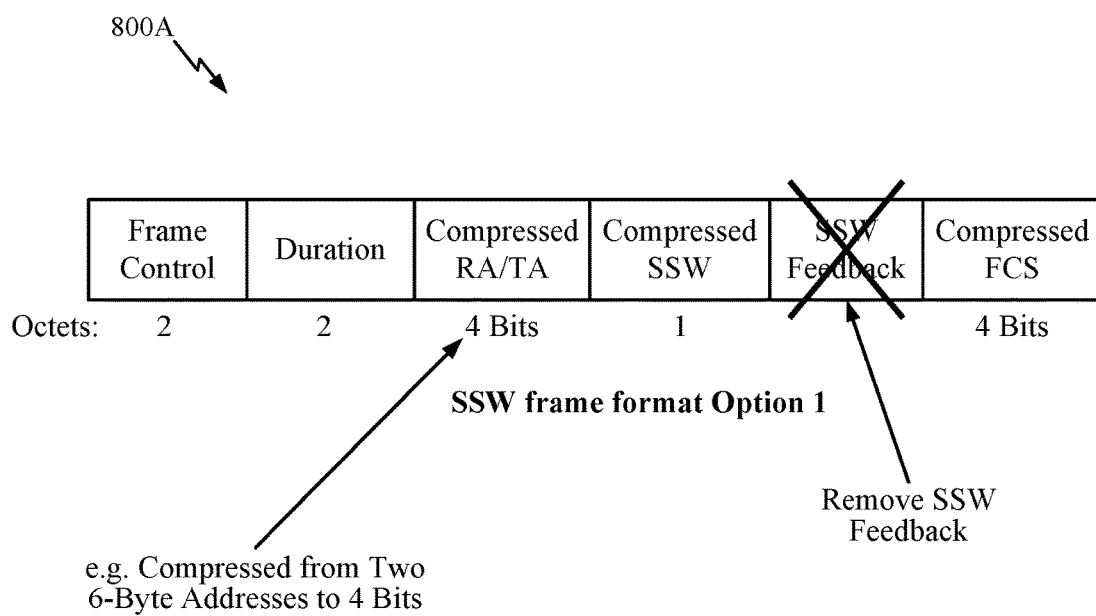 800A
Frame Control
Duration
Compressed RA/TA
Compressed SSW
SSW Feedback
Compressed FCS
Octets: 2 2 4 Bits 1 4 Bits
SSW frame format Option 1
Remove SSW
Feedback
e.g. Compressed from Two
6-Byte Addresses to 4 Bits